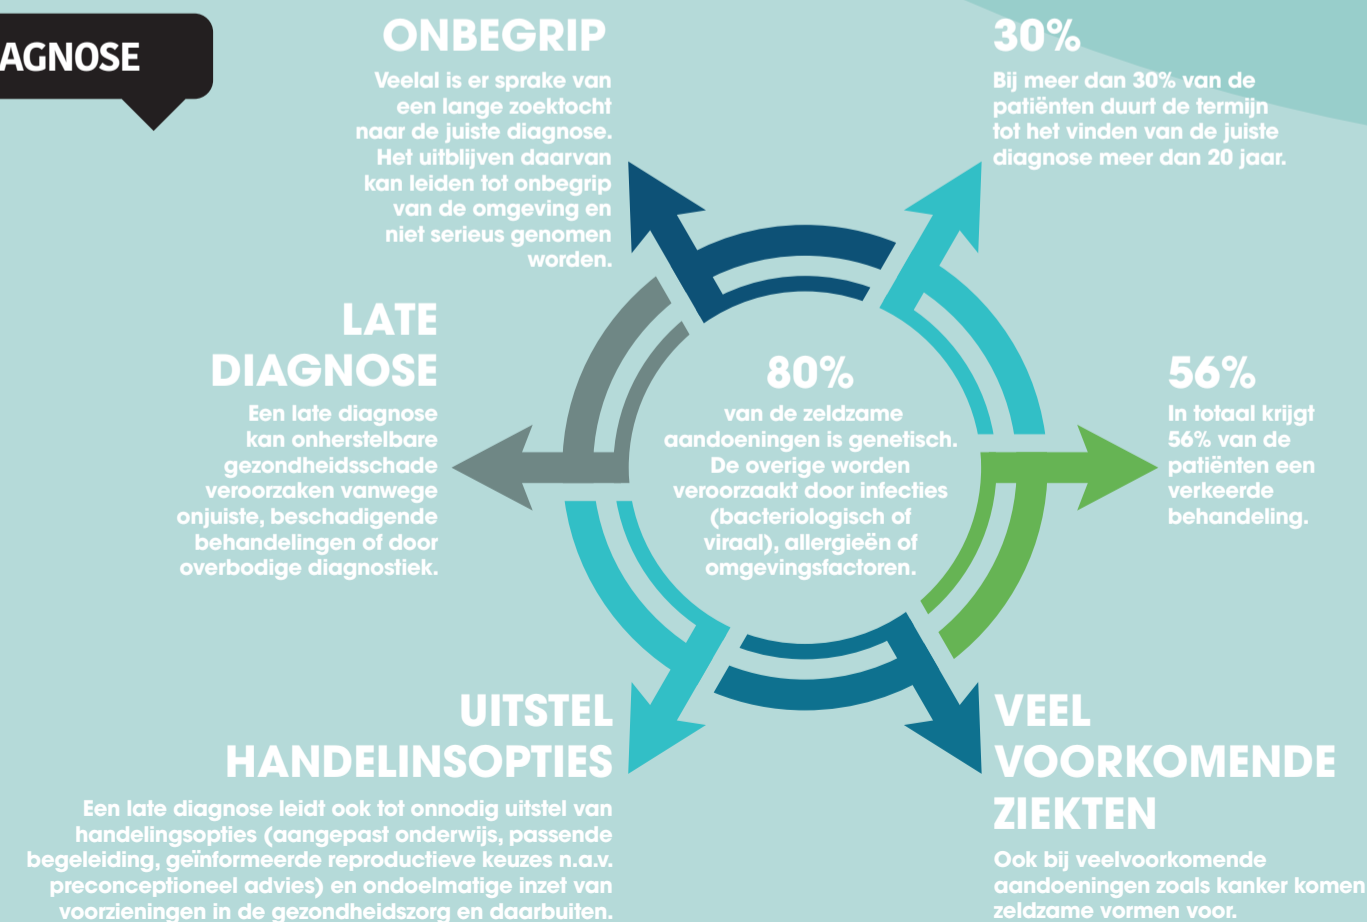 AGNOSE
ONBEGRIP
Veelal is er sprake van
een lange zoektocht
naar de juiste diagnose.
Het uitblijven daarvan
kan leiden tot onbegrip
van de omgeving en
niet serieus genomen
worden.
30%
Bij meer dan 30% van de
patiënten duurt de termijn
tot het vinden van de juiste
diagnose meer dan 20 jaar.
LATE
DIAGNOSE
Een late diagnose
kan onherstelbare
gezondheidsschade
veroorzaken vanwege
onjuiste, beschadigende
behandelingen of door
overbodige diagnostiek.
80%
van de zeldzame
aandoeningen is genetisch.
De overige worden
veroorzaakt door infecties
(bacteriologisch of
viraal), allergieën of
omgevingsfactoren.
56%
In totaal krijgt
56% van de
patiënten een
verkeerde
behandeling.
UITSTEL
HANDELINSOPTIES
Een late diagnose leidt ook tot onnodig uitstel van
handelingsopties (aangepast onderwijs, passende
begeleiding, geïnformeerde reproductieve keuzes n.a.v.
preconceptioneel advies) en ondoelmatige inzet van
voorzieningen in de gezondheidszorg en daarbuiten.
VEEL
VOORKOMENDE
ZIEKTEN
Ook bij veelvoorkomende
aandoeningen zoals kanker komen
zeldzame vormen voor.